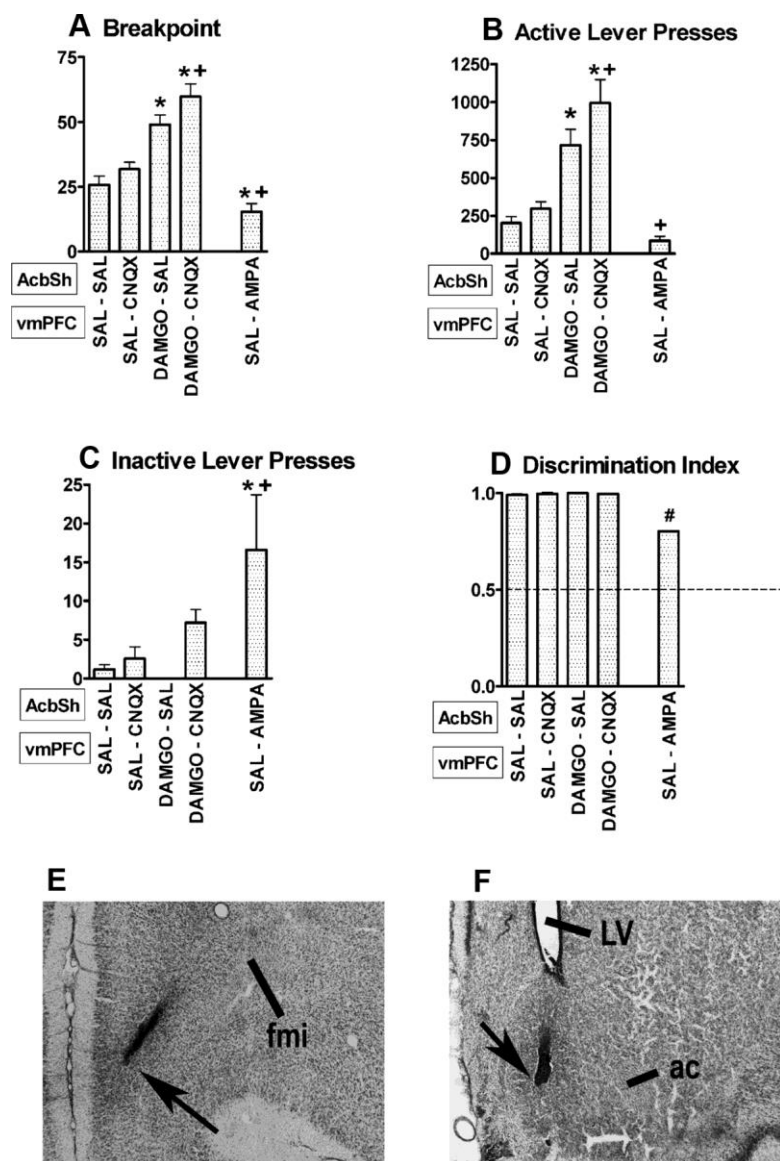 A Breakpoint
75
50
25
0
*
*+
*+
AcbSh
vmPFC
SAL - SAL
SAL - CNQX
DAMGO - SAL
DAMGO - CNQX
SAL - AMPA
B Active Lever Presses
1250
1000
750
500
250
0
*
*+
+
AcbSh
vmPFC
SAL - SAL
SAL - CNQX
DAMGO - SAL
DAMGO - CNQX
SAL - AMPA
C Inactive Lever Presses
25
20
15
10
5
0
*+
AcbSh
vmPFC
SAL - SAL
SAL - CNQX
DAMGO - SAL
DAMGO - CNQX
SAL - AMPA
D Discrimination Index
1.0
0.5
0.0
#
AcbSh
vmPFC
SAL - SAL
SAL - CNQX
DAMGO - SAL
DAMGO - CNQX
SAL - AMPA
E
fmi
F
LV
ac